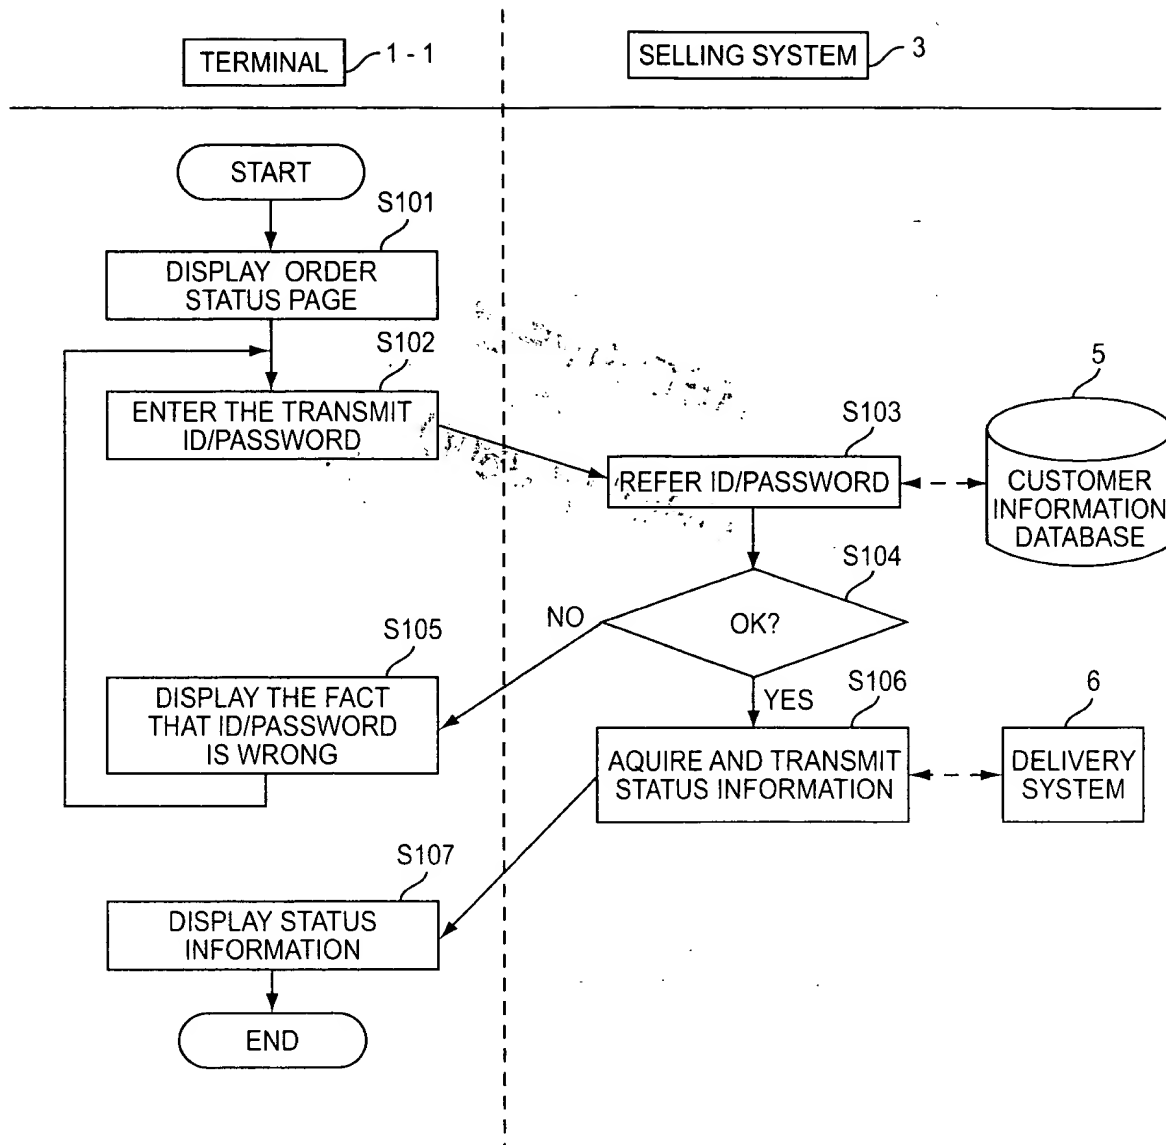 TERMINAL
1 - 1
SELLING SYSTEM
3
START
S101
DISPLAY ORDER
STATUS PAGE
S102
ENTER THE TRANSMIT
ID/PASSWORD
S103
REFER ID/PASSWORD
5
CUSTOMER
INFORMATION
DATABASE
S104
OK?
NO
YES
S105
DISPLAY THE FACT
THAT ID/PASSWORD
IS WRONG
S106
AQUIRE AND TRANSMIT
STATUS INFORMATION
6
DELIVERY
SYSTEM
S107
DISPLAY STATUS
INFORMATION
END